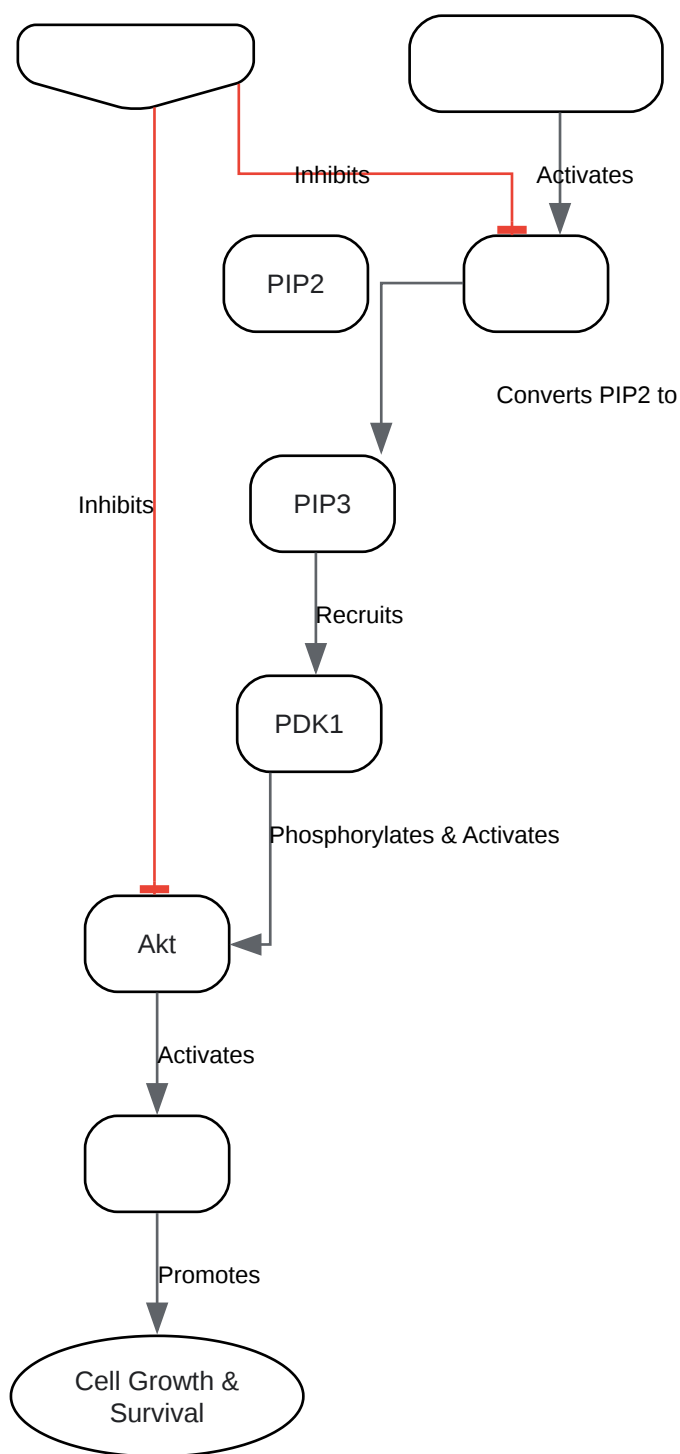 Inhibits
Activates
PIP2
Converts PIP2 to
PIP3
Inhibits
Recruits
PDK1
Phosphorylates & Activates
Akt
Activates
Promotes
Cell Growth &
Survival